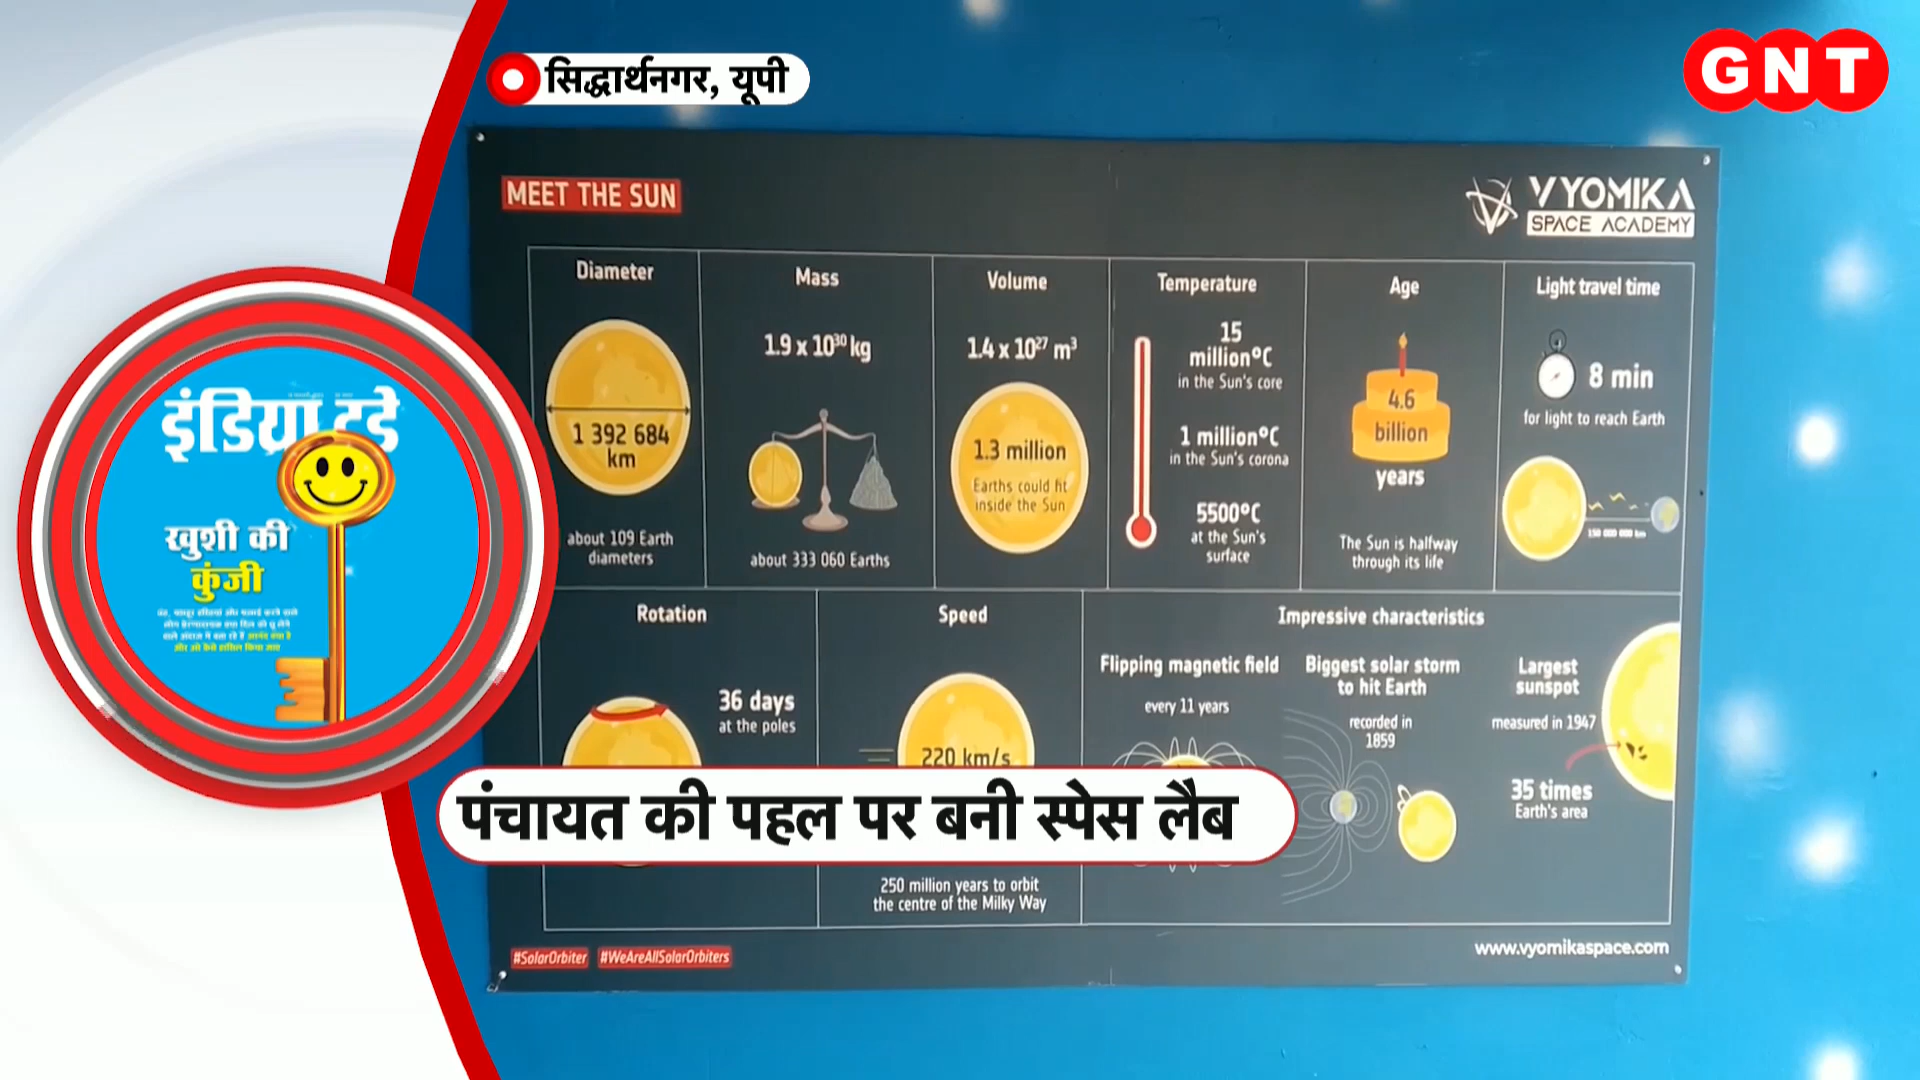 सिद्धार्थनगर, यूपी
GNT
MEET THE SUN
VYOMIKA
SPACE ACADEMY
Diameter
1 392 684
km
about 109 Earth
diameters
Mass
1.9 x 10³⁰ kg
about 333 060 Earths
Volume
1.4 x 10²⁷ m³
1.3 million
Earths could fit
inside the Sun
Temperature
15
million°C
in the Sun's core
1 million°C
in the Sun's corona
5500°C
at the Sun's
surface
Age
4.6
billion
years
The Sun is halfway
through its life
Light travel time
8 min
for light to reach Earth
इंडिया टुडे
खुशी की
कुंजी
Rotation
36 days
at the poles
Speed
220 km/s
250 million years to orbit
the centre of the Milky Way
Impressive characteristics
Flipping magnetic field
every 11 years
Biggest solar storm
to hit Earth
recorded in
1859
Largest
sunspot
measured in 1947
35 times
Earth's area
पंचायत की पहल पर बनी स्पेस लैब
#SolarOrbiter #WeAreAllSolarOrbiters
www.vyomikaspace.com